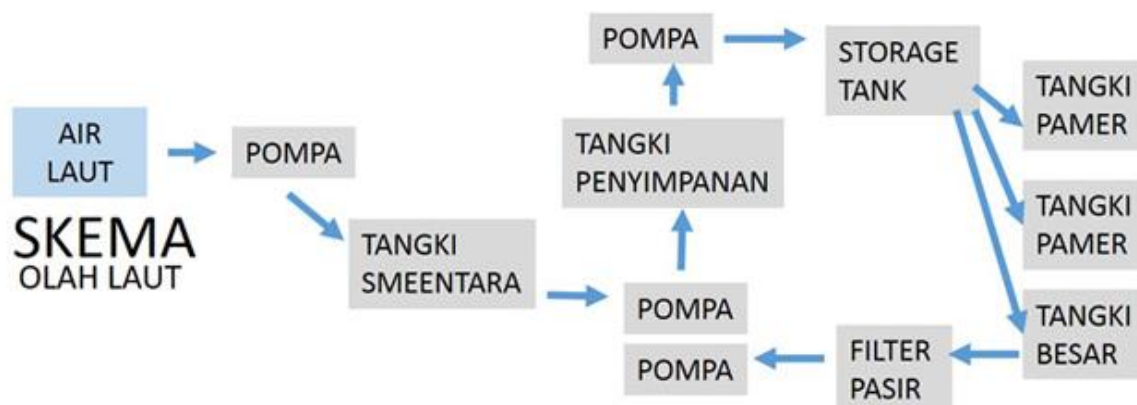 AIR
LAUT
SKEMA
OLAH LAUT
POMPA
TANGKI
SMEENTARA
POMPA
TANGKI
PENYIMPANAN
POMPA
STORAGE
TANK
TANGKI
PAMER
TANGKI
PAMER
TANGKI
BESAR
FILTER
PASIR
POMPA